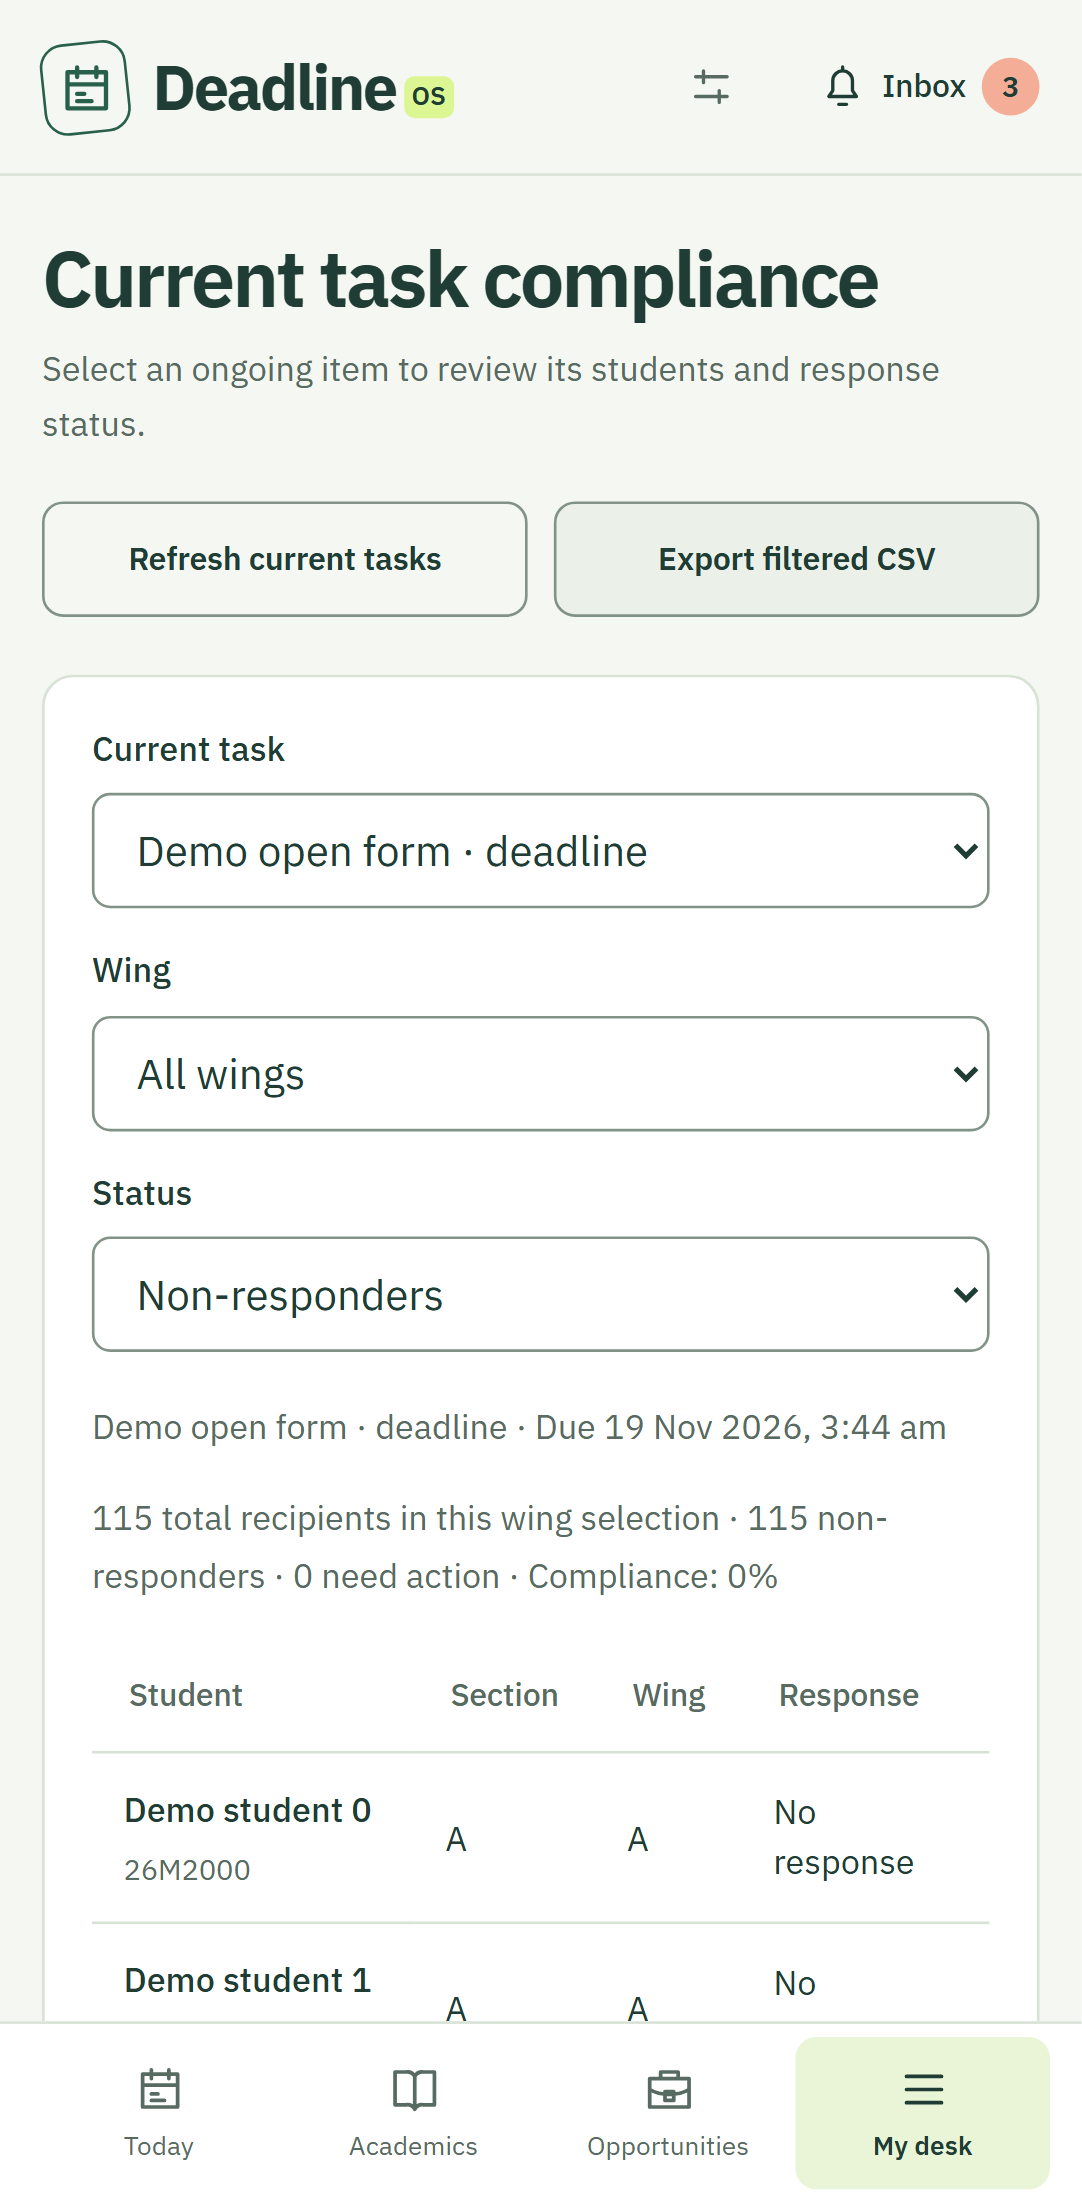 Deadline OS
Inbox 3
Current task compliance
Select an ongoing item to review its students and response
status.
Refresh current tasks
Export filtered CSV
Current task
Demo open form · deadline
Wing
All wings
Status
Non-responders
Demo open form · deadline · Due 19 Nov 2026, 3:44 am
115 total recipients in this wing selection · 115 non-
responders · 0 need action · Compliance: 0%
Student Section Wing Response
Demo student 0 A A No
26M2000 response
Demo student 1 A A No
Today Academics Opportunities My desk